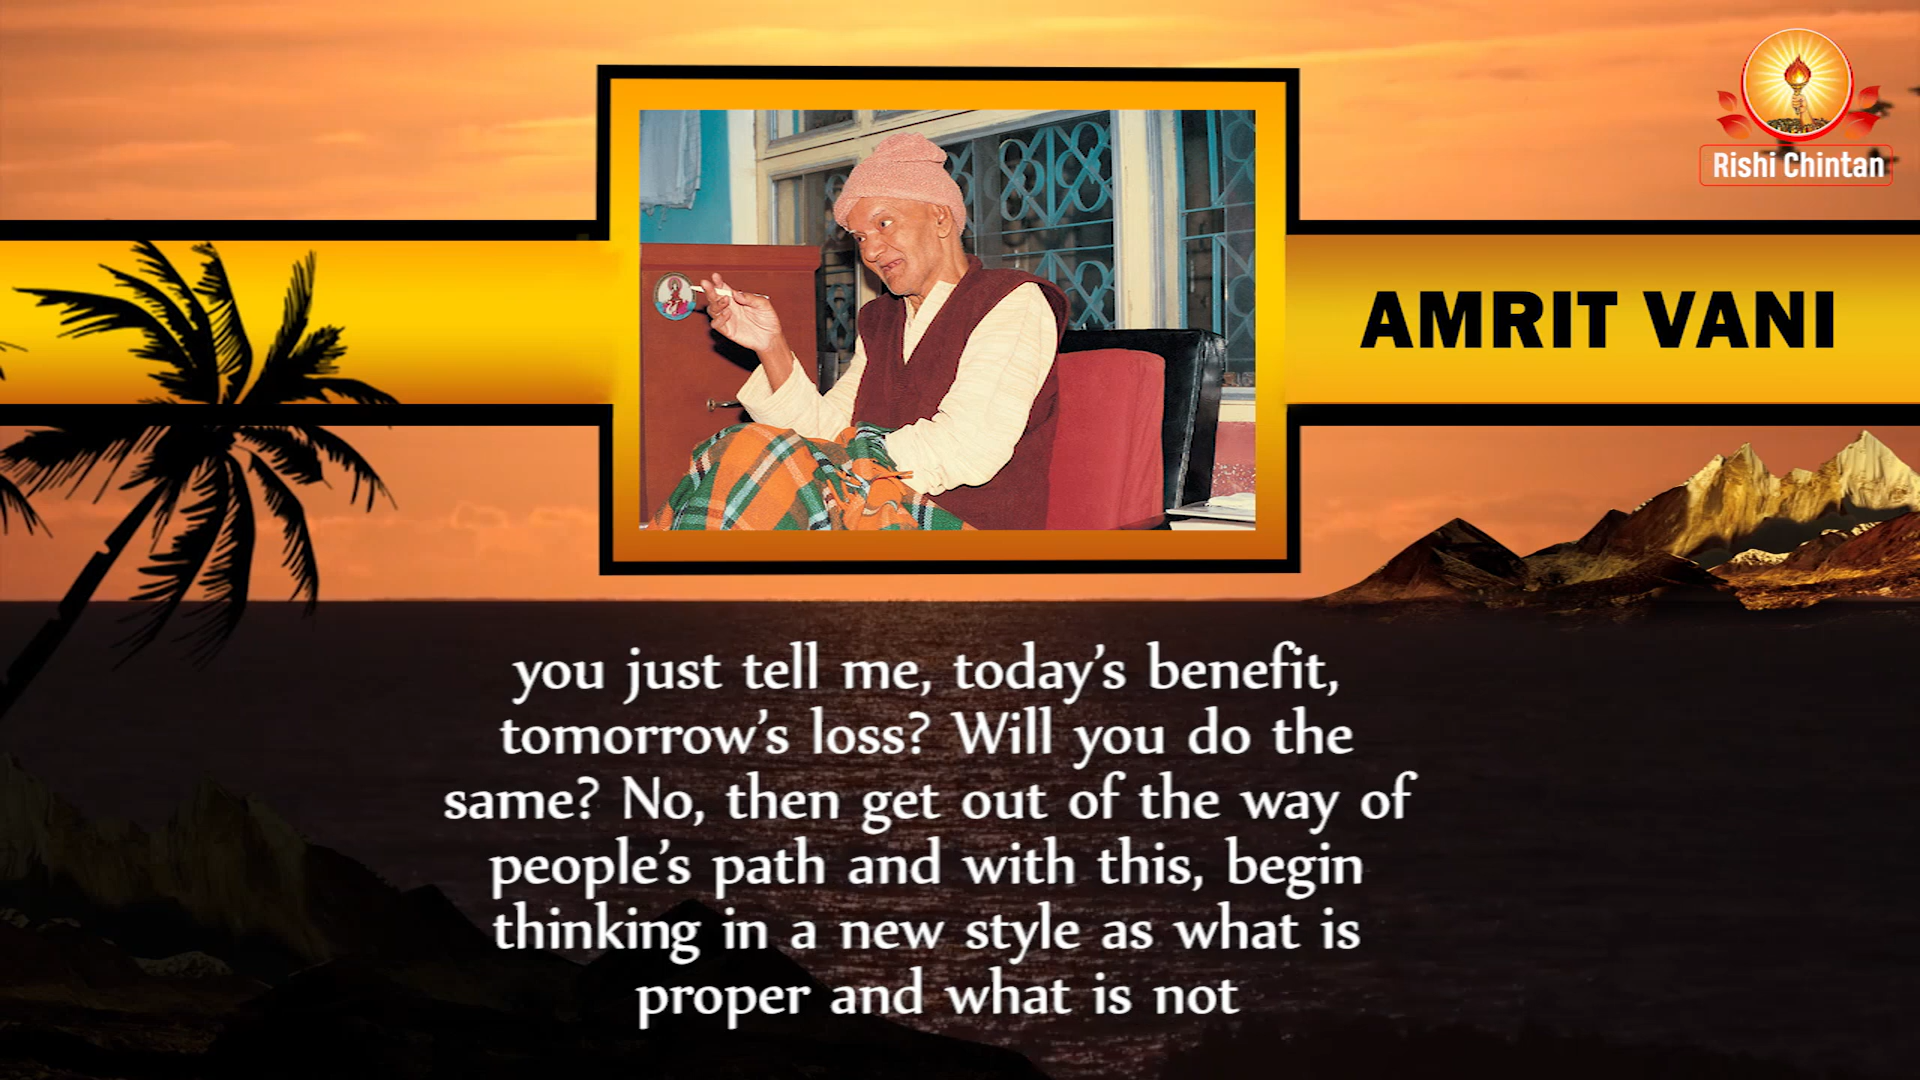 Rishi Chintan
AMRIT VANI
you just tell me, today's benefit,
tomorrow's loss? Will you do the
same? No, then get out of the way of
people's path and with this, begin
thinking in a new style as what is
proper and what is not